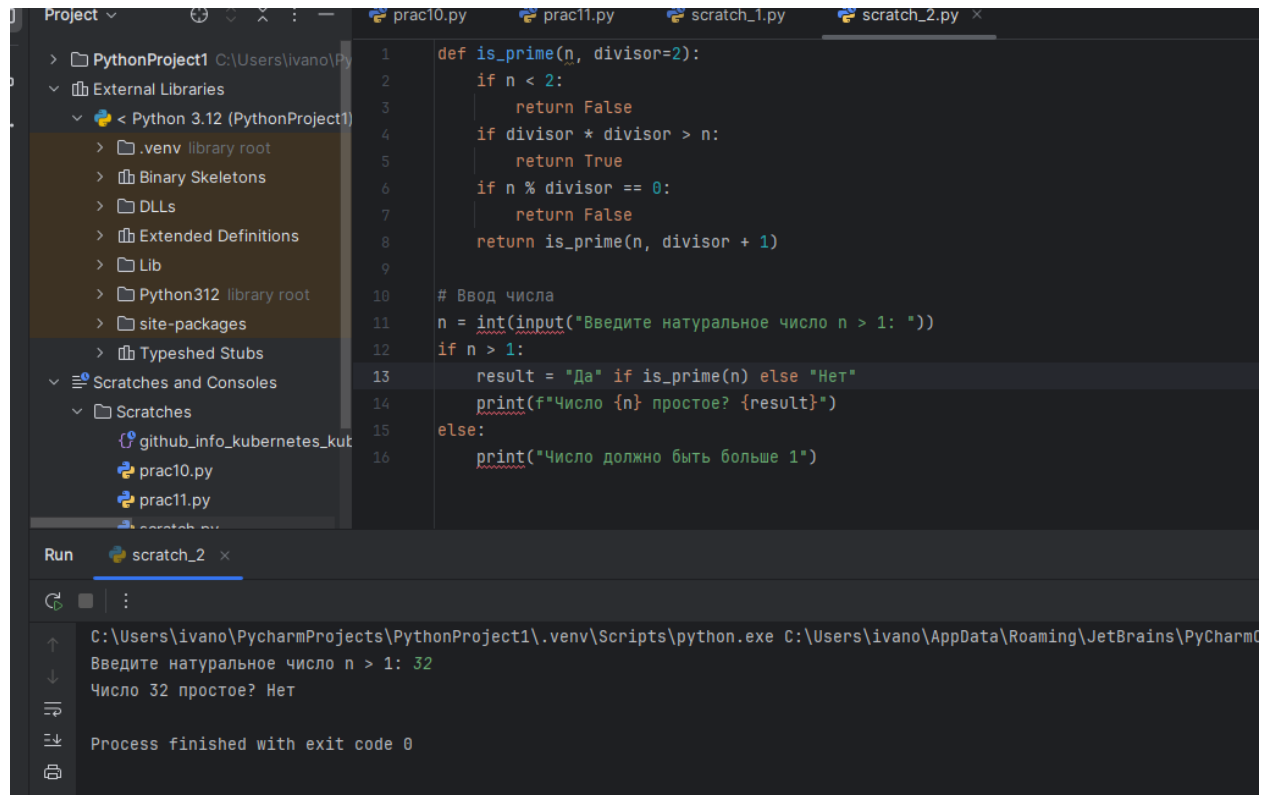 Project
prac10.py
prac11.py
scratch_1.py
scratch_2.py
PythonProject1 C:\Users\ivano\Py
External Libraries
< Python 3.12 (PythonProject1)
.venv library root
Binary Skeletons
DLLs
Extended Definitions
Lib
Python312 library root
site-packages
Typeshed Stubs
Scratches and Consoles
Scratches
github_info_kubernetes_kub
prac10.py
prac11.py
scratch.py
1 def is_prime(n, divisor=2):
2 if n < 2:
3 return False
4 if divisor * divisor > n:
5 return True
6 if n % divisor == 0:
7 return False
8 return is_prime(n, divisor + 1)
9
10 # Ввод числа
11 n = int(input("Введите натуральное число n > 1: "))
12 if n > 1:
13 result = "Да" if is_prime(n) else "Нет"
14 print(f"Число {n} простое? {result}")
15 else:
16 print("Число должно быть больше 1")
Run scratch_2
C:\Users\ivano\PycharmProjects\PythonProject1\.venv\Scripts\python.exe C:\Users\ivano\AppData\Roaming\JetBrains\PyCharm
Введите натуральное число n > 1: 32
Число 32 простое? Нет
Process finished with exit code 0